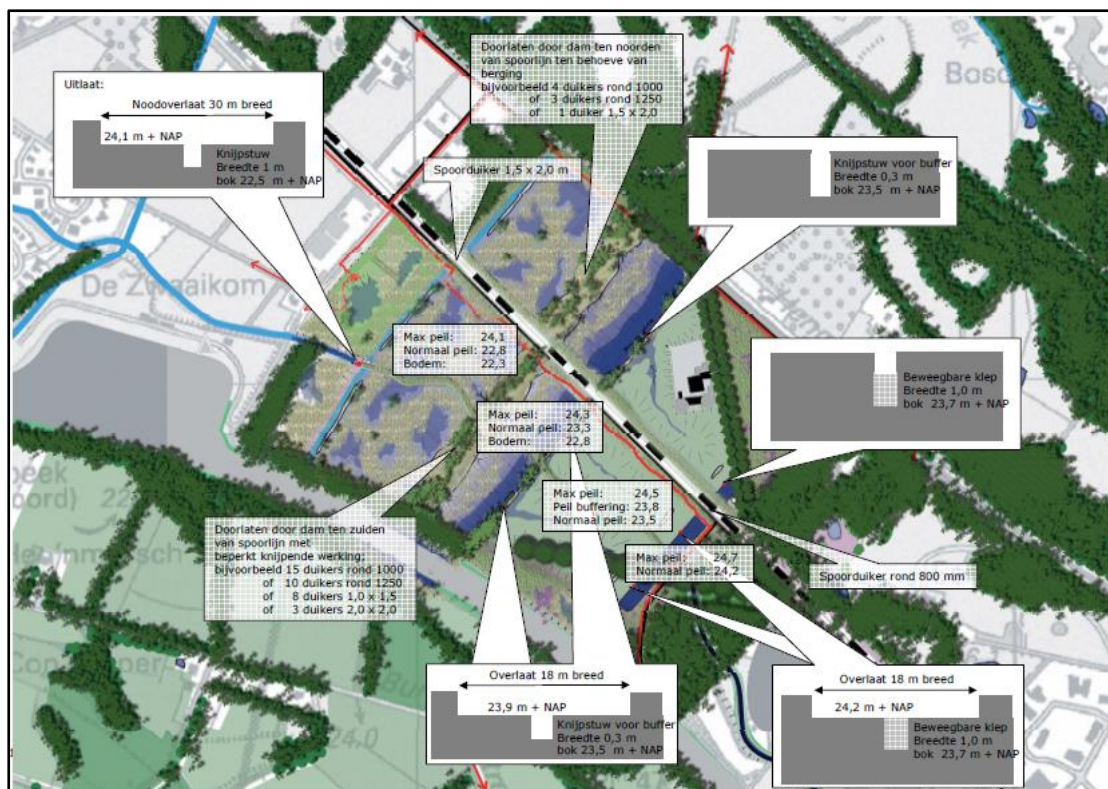 Uitlaat:
Noodoverlaat 30 m breed
24,1 m + NAP
Knijpstuw
Breedte 1 m
bok 22,5 m + NAP
Doorlaten door dam ten noorden
van spoorlijn ten behoeve van
berging
bijvoorbeeld 4 duikers rond 1000
of 3 duikers rond 1250
of 1 duiker 1,5 x 2,0
Spoorduiker 1,5 x 2,0 m
Knijpstuw voor buffer
Breedte 0,3 m
bok 23,5 m + NAP
De Zwaaikom
Max peil: 24,1
Normaal peil: 22,8
Bodem: 22,3
Beweegbare klep
Breedte 1,0 m
bok 23,7 m + NAP
Max peil: 24,3
Normaal peil: 23,3
Bodem: 22,8
Max peil: 24,5
Peil buffering: 23,8
Normaal peil: 23,5
Doorlaten door dam ten zuiden
van spoorlijn met
beperkt knijpende werking:
bijvoorbeeld 15 duikers rond 1000
of 10 duikers rond 1250
of 8 duikers 1,0 x 1,5
of 3 duikers 2,0 x 2,0
Max peil: 24,7
Normaal peil: 24,2
Spoorduiker rond 800 mm
Overlaat 18 m breed
23,9 m + NAP
Knijpstuw voor buffer
Breedte 0,3 m
bok 23,5 m + NAP
Overlaat 18 m breed
24,2 m + NAP
Beweegbare klep
Breedte 1,0 m
bok 23,7 m + NAP
24.0